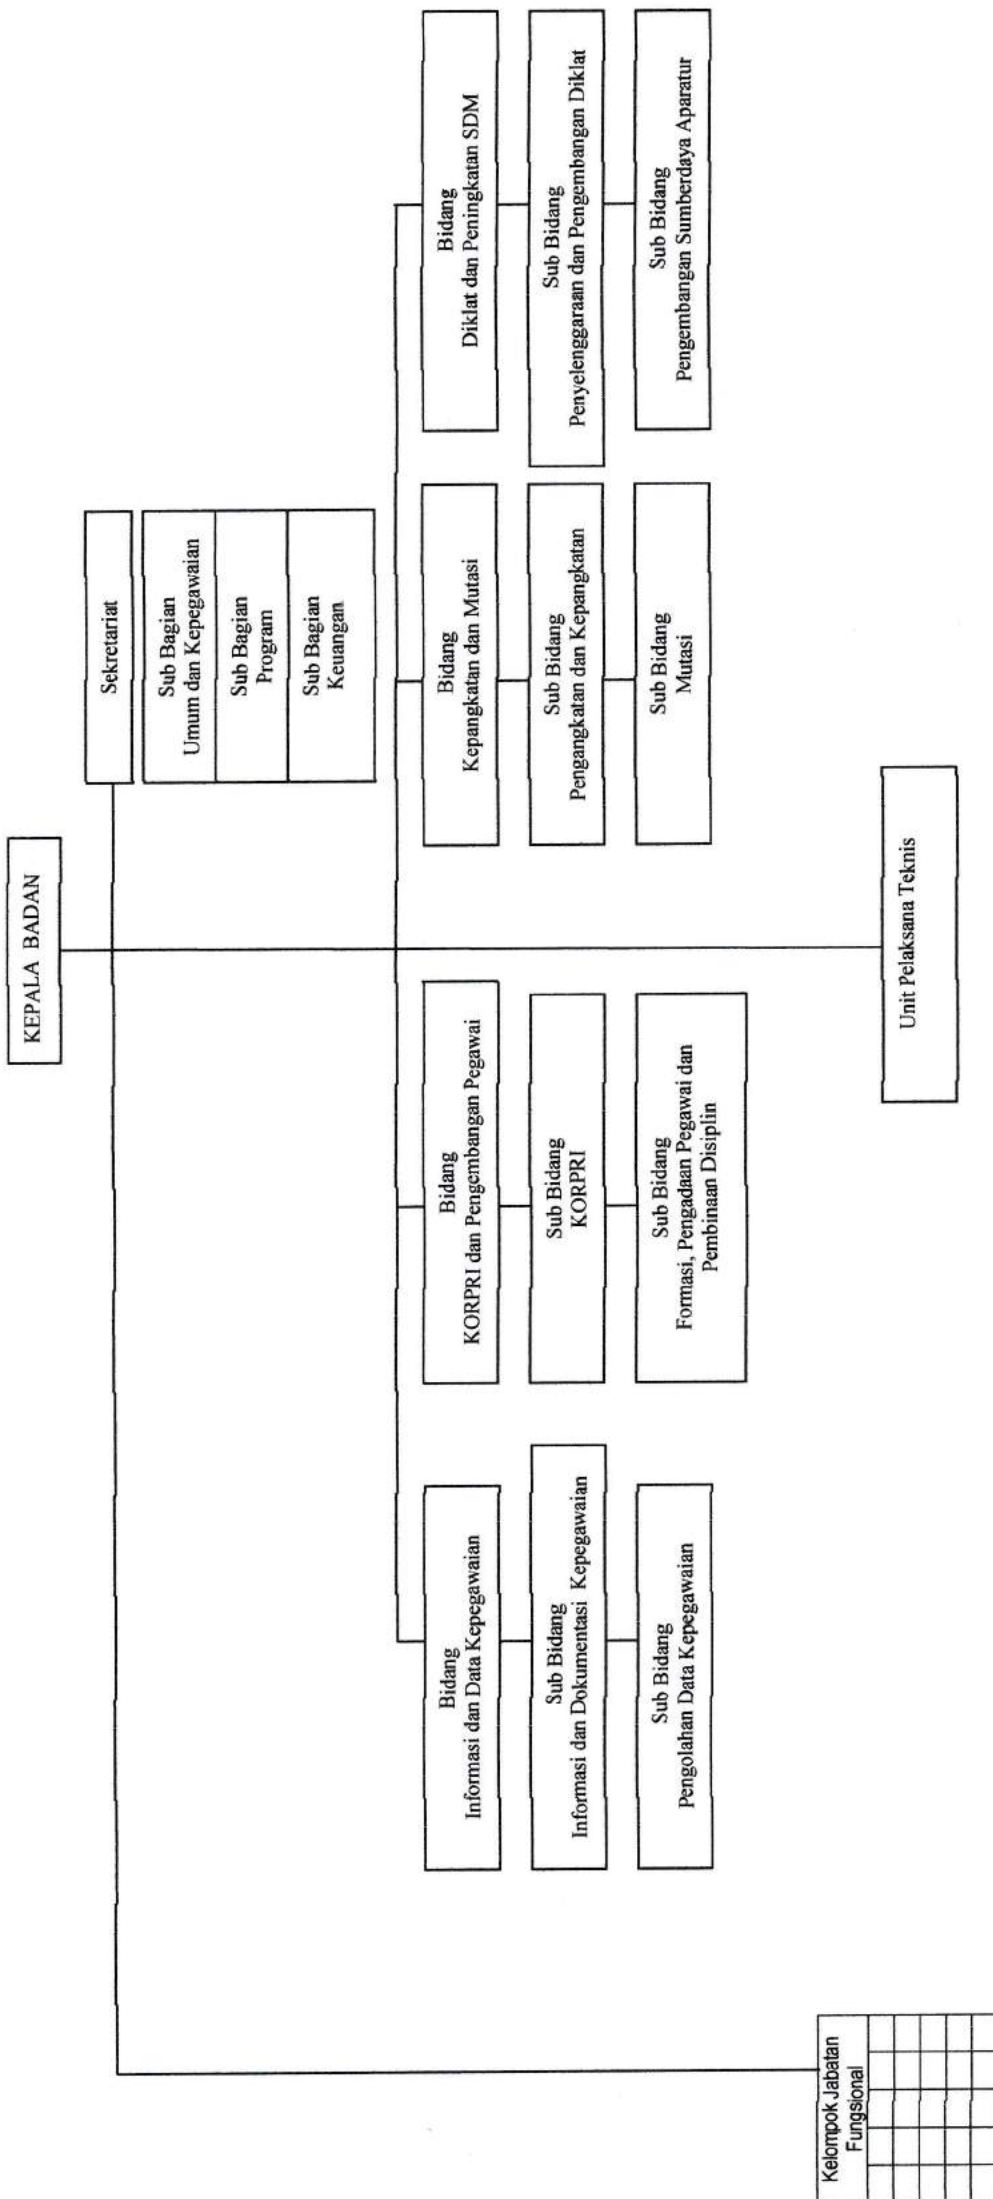 KEPALA BADAN
Sekretariat
Sub Bagian
Umum dan Kepegawaian
Sub Bagian
Program
Sub Bagian
Keuangan
Bidang
Informasi dan Data Kepegawaian
Sub Bidang
Informasi dan Dokumentasi Kepegawaian
Sub Bidang
Pengolahan Data Kepegawaian
Bidang
KORPRI dan Pengembangan Pegawai
Sub Bidang
KORPRI
Sub Bidang
Formasi, Pengadaan Pegawai dan
Pembinaan Disiplin
Bidang
Kepangkatan dan Mutasi
Sub Bidang
Pengangkatan dan Kepangkatan
Sub Bidang
Mutasi
Bidang
Diklat dan Peningkatan SDM
Sub Bidang
Penyelenggaraan dan Pengembangan Diklat
Sub Bidang
Pengembangan Sumberdaya Aparatur
Kelompok Jabatan
Fungsional
Unit Pelaksana Teknis